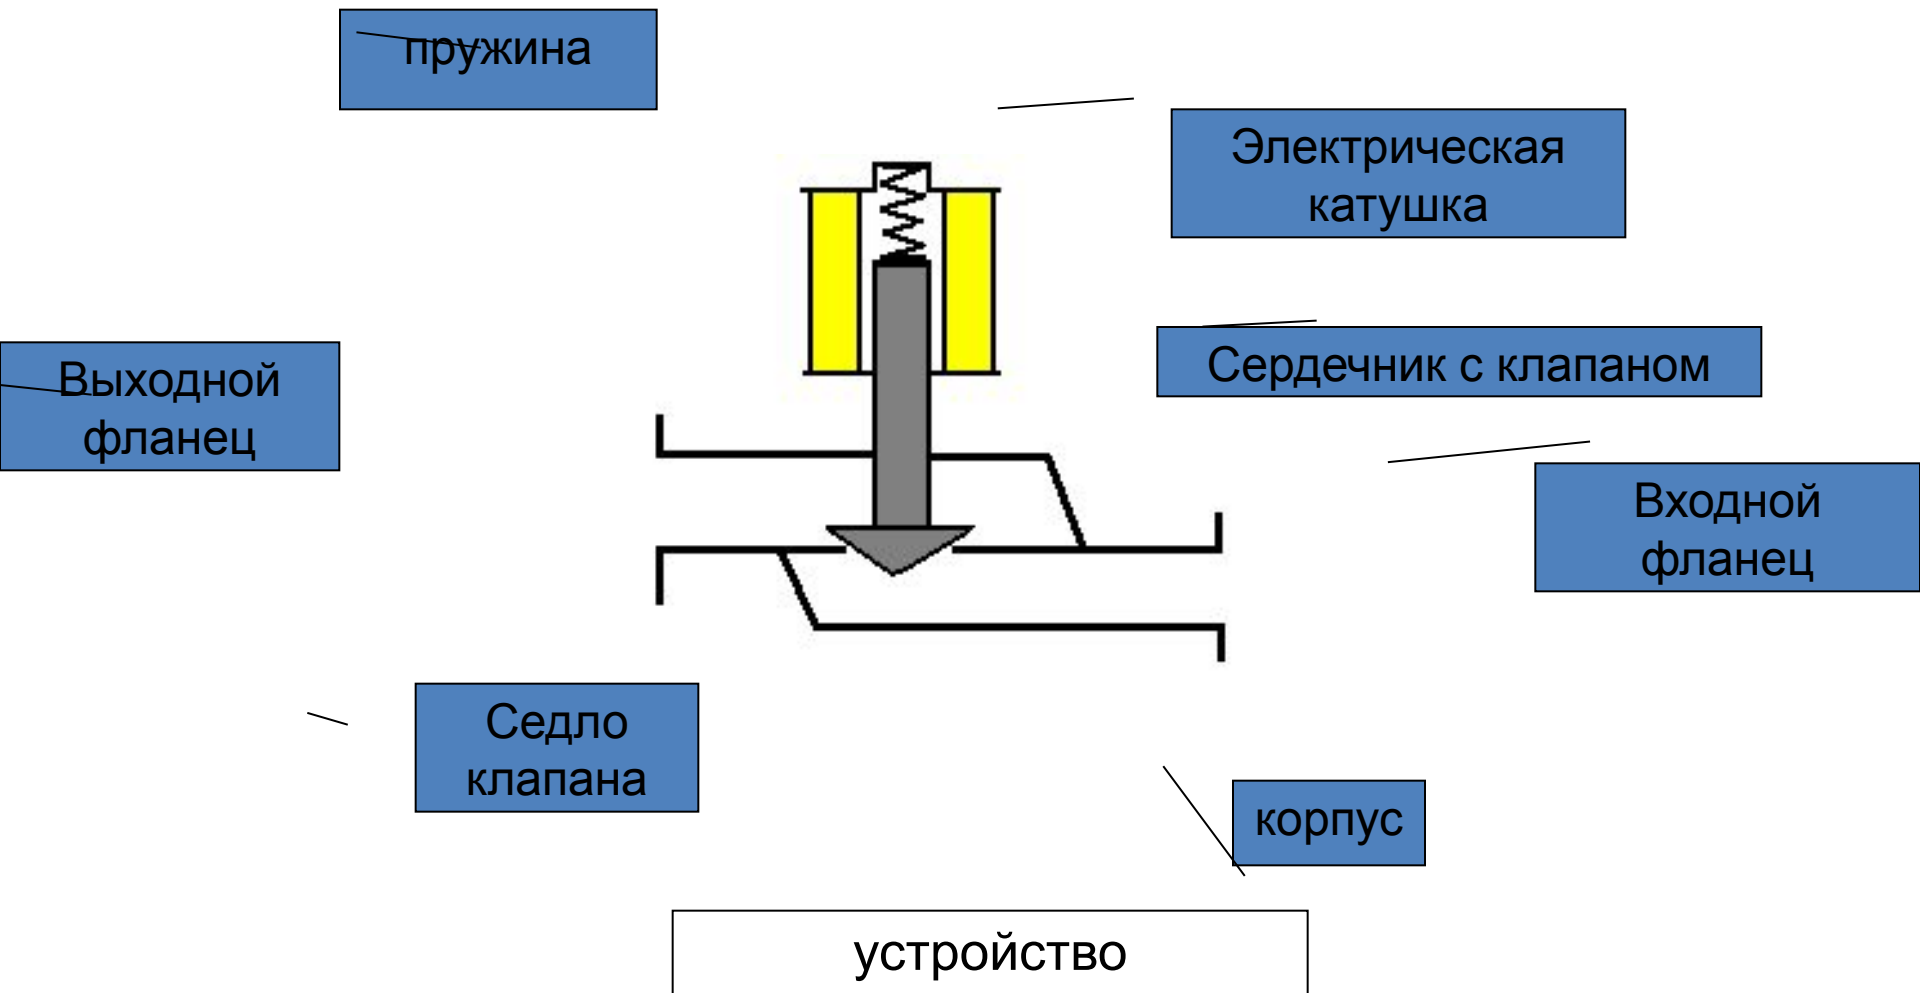 пружина
Электрическая
катушка
Сердечник с клапаном
Выходной
фланец
Входной
фланец
Седло
клапана
корпус
устройство